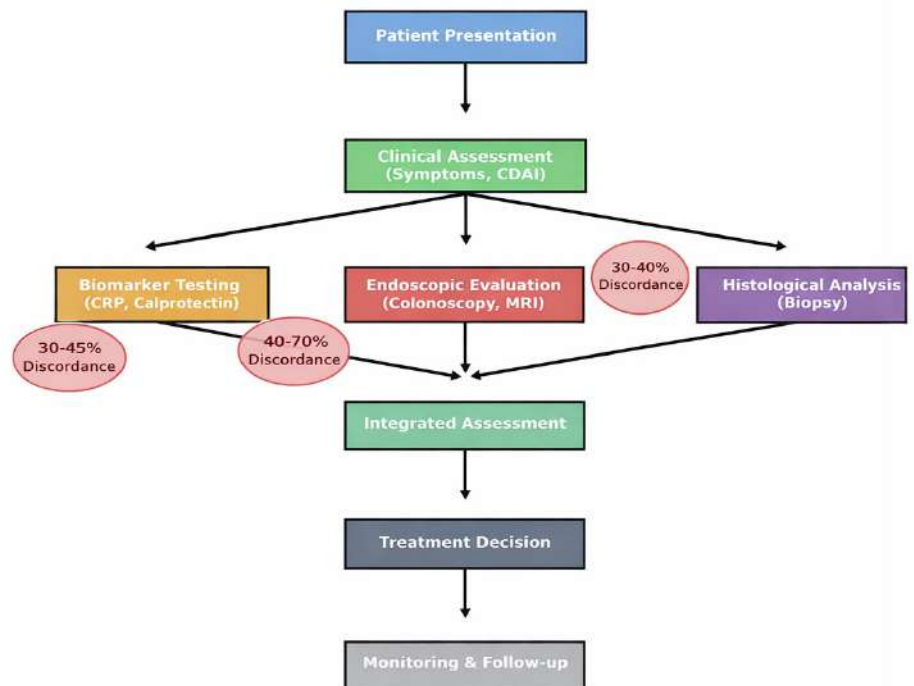 Patient Presentation
Clinical Assessment
(Symptoms, CDAI)
Biomarker Testing
(CRP, Calprotectin)
Endoscopic Evaluation
(Colonoscopy, MRI)
30-40%
Discordance
Histological Analysis
(Biopsy)
30-45%
Discordance
40-70%
Discordance
Integrated Assessment
Treatment Decision
Monitoring & Follow-up